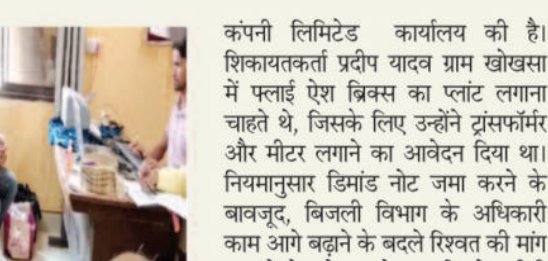 कंपनी लिमिटेड कार्यालय की है।
शिकायतकर्ता प्रदीप यादव ग्राम खोखसा
में फ्लाई ऐश ब्रिक्स का प्लांट लगाना
चाहते थे, जिसके लिए उन्होंने ट्रांसफॉर्मर
और मीटर लगाने का आवेदन दिया था।
नियमानुसार डिमांड नोट जमा करने के
बावजूद, बिजली विभाग के अधिकारी
काम आगे बढ़ाने के बदले रिश्वत की मांग